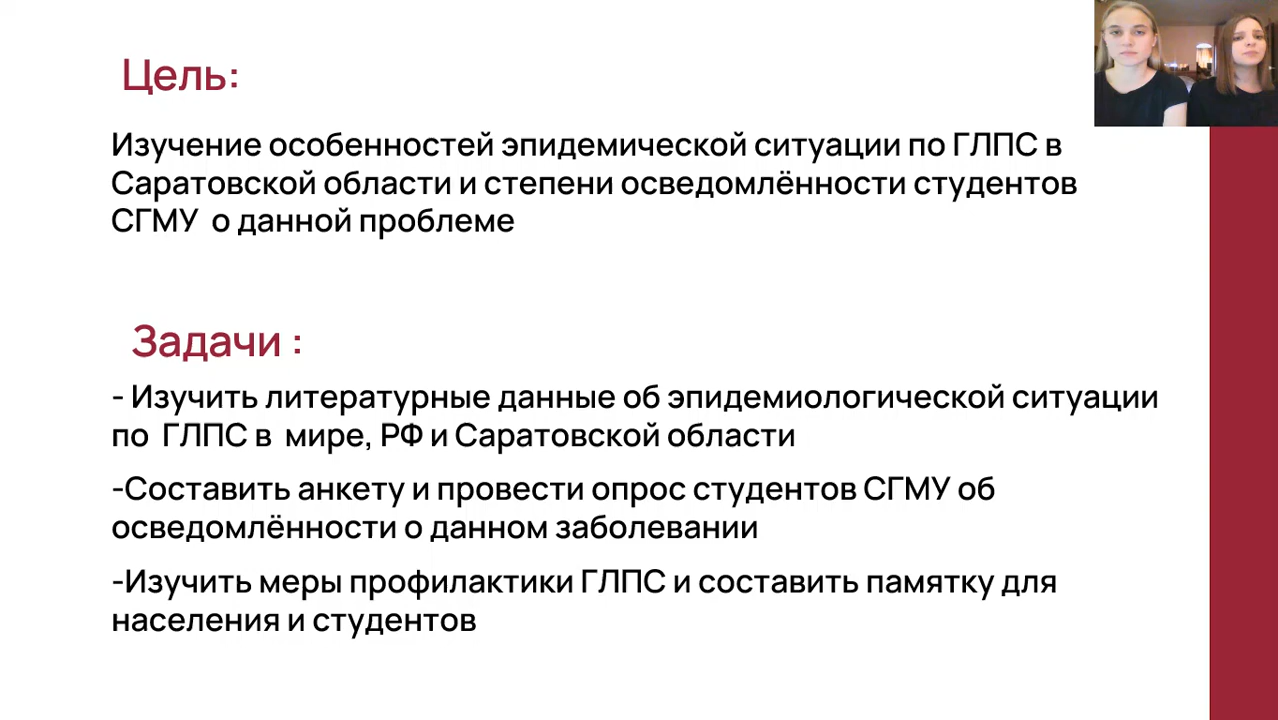 Цель:
Изучение особенностей эпидемической ситуации по ГЛПС в
Саратовской области и степени осведомлённости студентов
СГМУ о данной проблеме
Задачи :
- Изучить литературные данные об эпидемиологической ситуации
по ГЛПС в мире, РФ и Саратовской области
-Составить анкету и провести опрос студентов СГМУ об
осведомлённости о данном заболевании
-Изучить меры профилактики ГЛПС и составить памятку для
населения и студентов